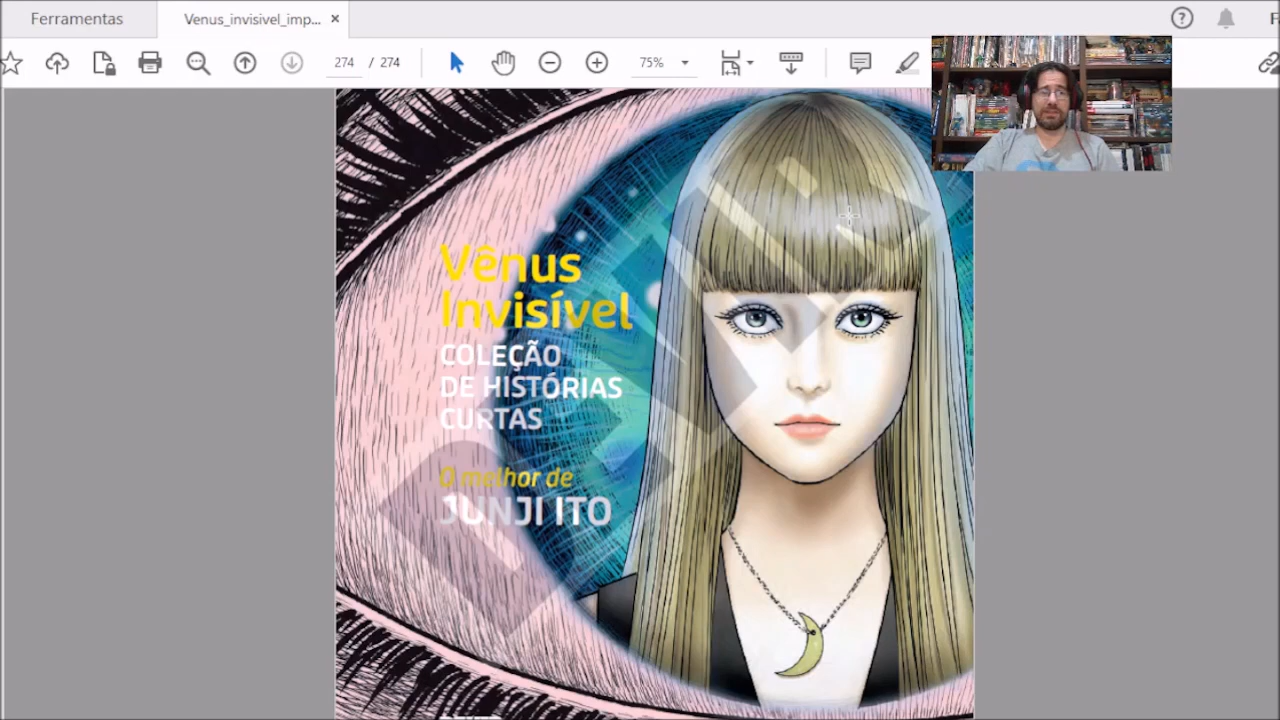 Ferramentas
Venus_invisivel_imp... ×
274 / 274
75%
Vênus
Invisível
COLEÇÃO
DE HISTÓRIAS
CURTAS
O melhor de
JUNJI ITO